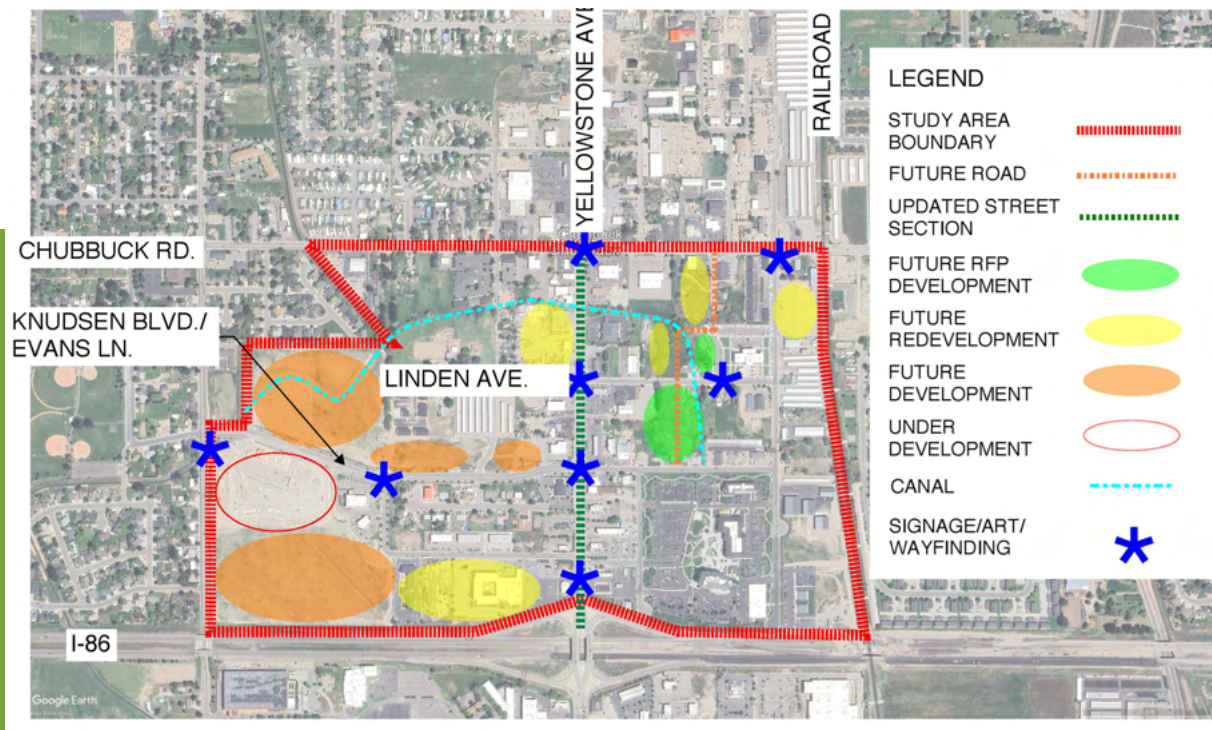 YELLOWSTONE AVE
RAILROAD
LEGEND
STUDY AREA
BOUNDARY
FUTURE ROAD
UPDATED STREET
SECTION
FUTURE RFP
DEVELOPMENT
FUTURE
REDEVELOPMENT
FUTURE
DEVELOPMENT
UNDER
DEVELOPMENT
CANAL
SIGNAGE/ART/
WAYFINDING
CHUBBUCK RD.
KNUDSEN BLVD./
EVANS LN.
LINDEN AVE.
I-86
Google Earth